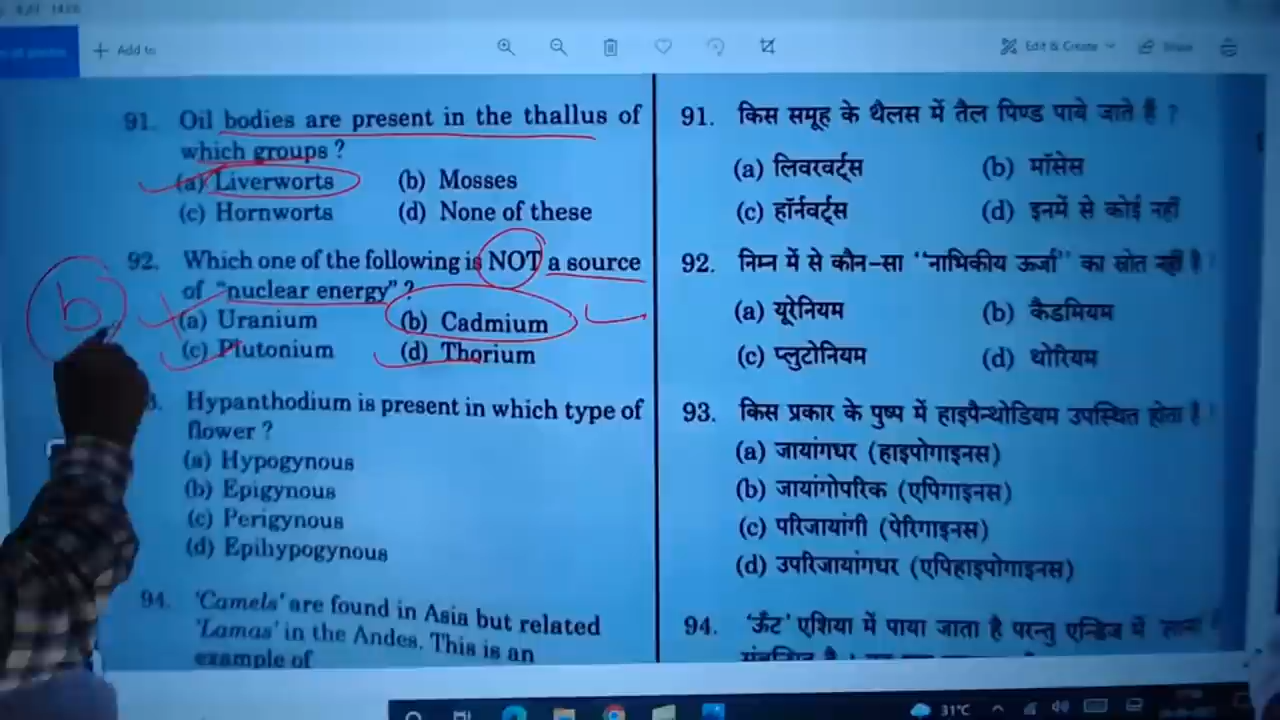 Add to
Edit & Create
Share
91. Oil bodies are present in the thallus of
which groups ?
(a) Liverworts (b) Mosses
(c) Hornworts (d) None of these
92. Which one of the following is NOT a source
of "nuclear energy" ?
(a) Uranium (b) Cadmium
(c) Plutonium (d) Thorium
b
3. Hypanthodium is present in which type of
flower ?
(a) Hypogynous
(b) Epigynous
(c) Perigynous
(d) Epihypogynous
94. 'Camels' are found in Asia but related
'Lamas' in the Andes. This is an
example of
91. किस समूह के थैलस में तैल पिण्ड पाये जाते हैं ?
(a) लिवरवर्ट्स (b) मॉसेस
(c) हॉर्नवर्ट्स (d) इनमें से कोई नहीं
92. निम्न में से कौन-सा "नाभिकीय ऊर्जा" का स्रोत नहीं है
(a) यूरेनियम (b) कैडमियम
(c) प्लुटोनियम (d) थोरियम
93. किस प्रकार के पुष्प में हाइपैन्थोडियम उपस्थित होता है
(a) जायांगधर (हाइपोगाइनस)
(b) जायांगोपरिक (एपिगाइनस)
(c) परिजायांगी (पेरिगाइनस)
(d) उपरिजायांगधर (एपिहाइपोगाइनस)
94. 'ऊँट' एशिया में पाया जाता है परन्तु एन्डिज में
31°C